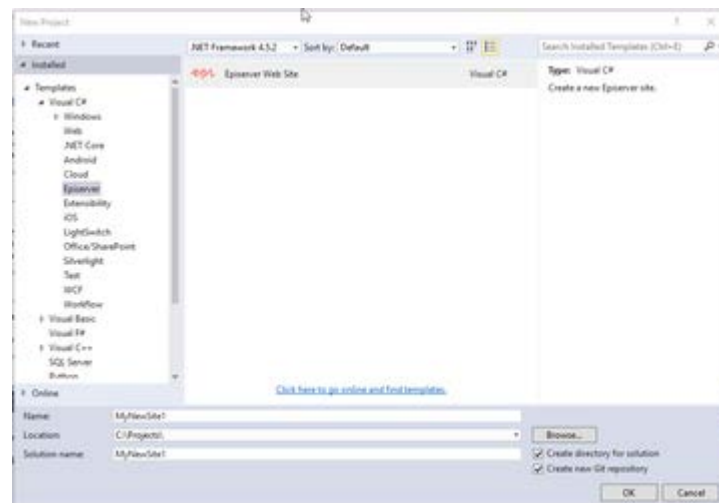 New Project
? X
Recent
.NET Framework 4.5.2 Sort by: Default
Search Installed Templates (Ctrl+E)
Installed
Templates
Visual C#
Windows
Web
.NET Core
Android
Cloud
Episerver
Extensibility
iOS
LightSwitch
Office/SharePoint
Silverlight
Test
WCF
Workflow
Visual Basic
Visual F#
Visual C++
SQL Server
Python
Online
Episerver Web Site Visual C#
Type: Visual C#
Create a new Episerver site.
Click here to go online and find templates.
Name: MyNewSite1
Location: C:\Projects\
Browse...
Solution name: MyNewSite1
Create directory for solution
Create new Git repository
OK Cancel